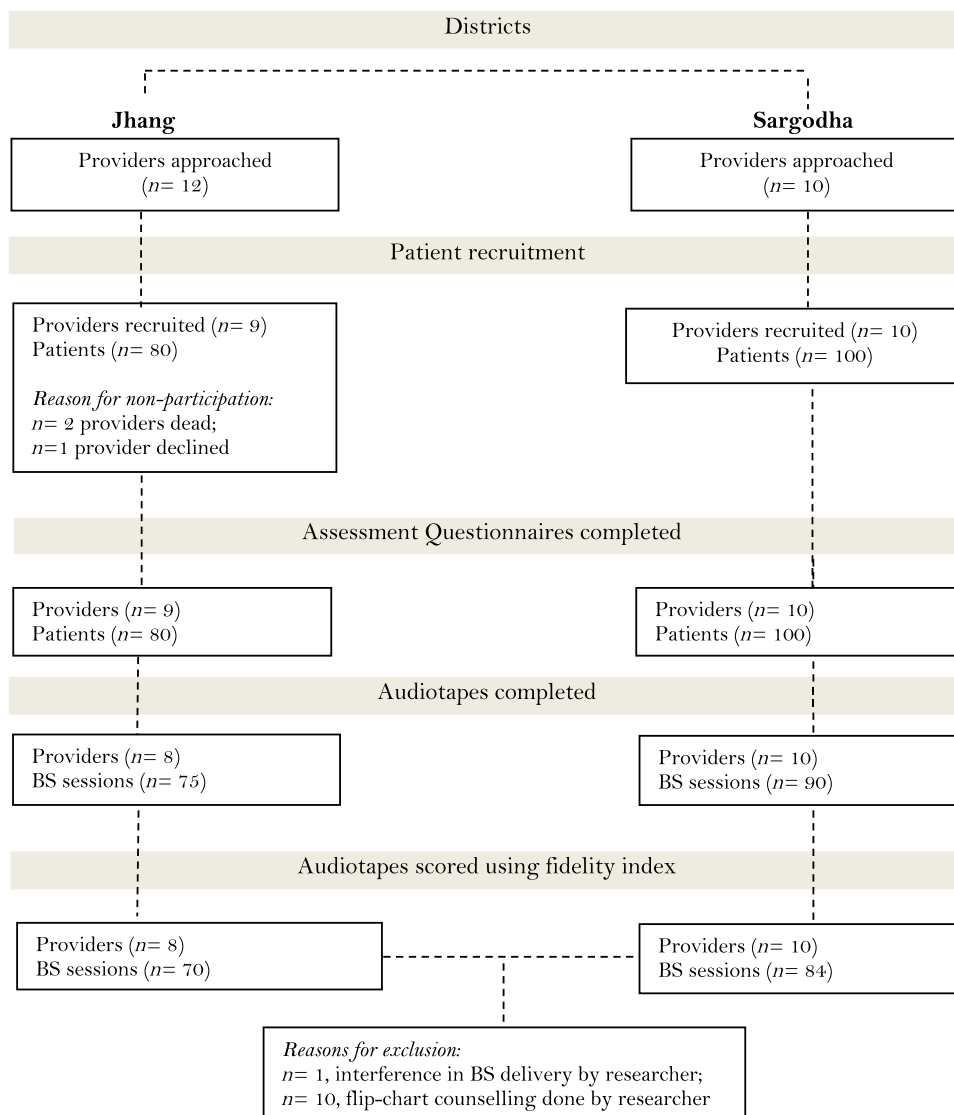 Districts
Jhang
Sargodha
Providers approached
(n= 12)
Providers approached
(n= 10)
Patient recruitment
Providers recruited (n= 9)
Patients (n= 80)
Reason for non-participation:
n= 2 providers dead;
n=1 provider declined
Providers recruited (n= 10)
Patients (n= 100)
Assessment Questionnaires completed
Providers (n= 9)
Patients (n= 80)
Providers (n= 10)
Patients (n= 100)
Audiotapes completed
Providers (n= 8)
BS sessions (n= 75)
Providers (n= 10)
BS sessions (n= 90)
Audiotapes scored using fidelity index
Providers (n= 8)
BS sessions (n= 70)
Providers (n= 10)
BS sessions (n= 84)
Reasons for exclusion:
n= 1, interference in BS delivery by researcher;
n= 10, flip-chart counselling done by researcher